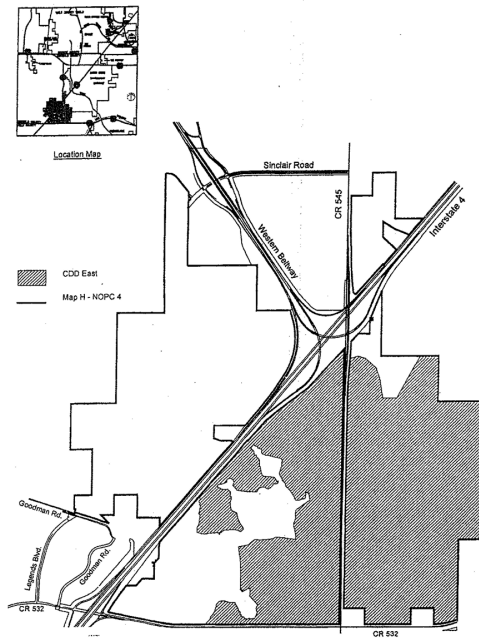 Location Map
Sinclair Road
CR 545
Interstate 4
Western Beltway
CDD East
Map H - NOPC 4
Goodman Rd.
Legends Blvd.
Goodman Rd.
CR 532
CR 532